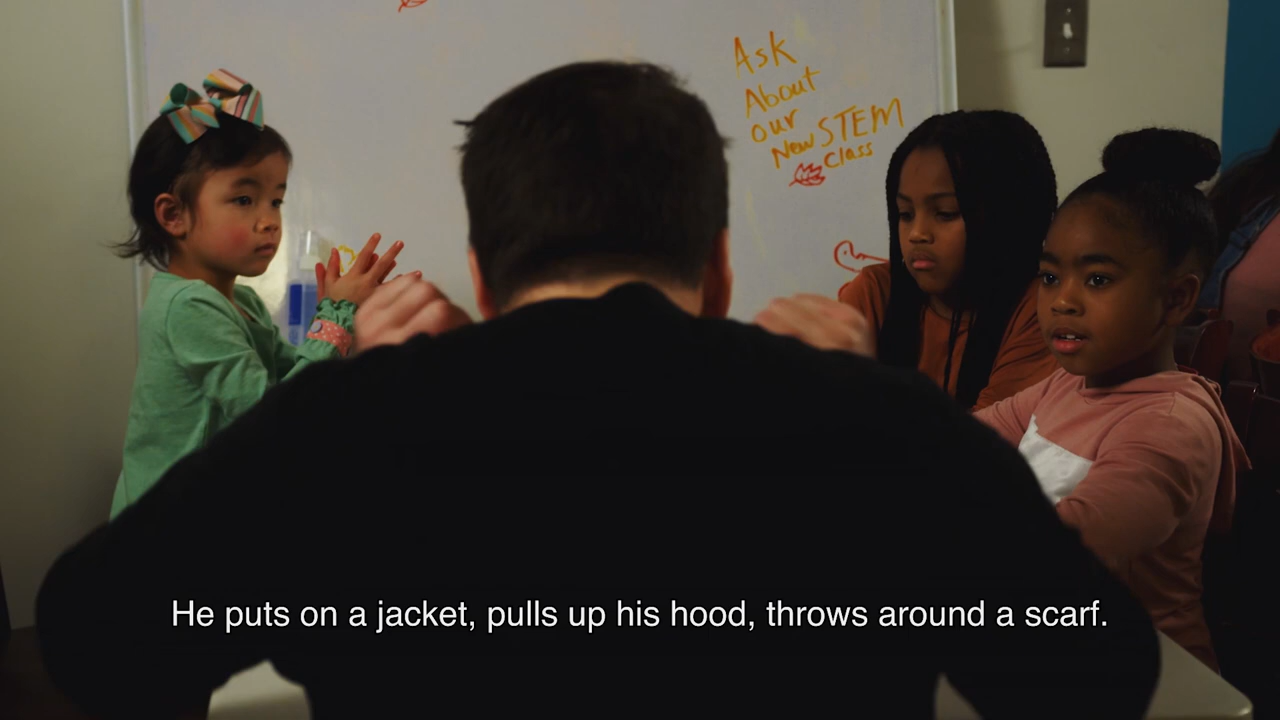 Ask
About
our
New STEM
Class
He puts on a jacket, pulls up his hood, throws around a scarf.